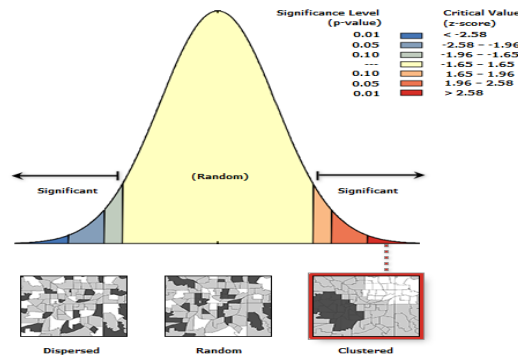 Significance Level Critical Value
(p-value) (z-score)
0.01 < -2.58
0.05 -2.58 - -1.96
0.10 -1.96 - -1.65
--- -1.65 - 1.65
0.10 1.65 - 1.96
0.05 1.96 - 2.58
0.01 > 2.58
Significant (Random) Significant
Dispersed Random Clustered